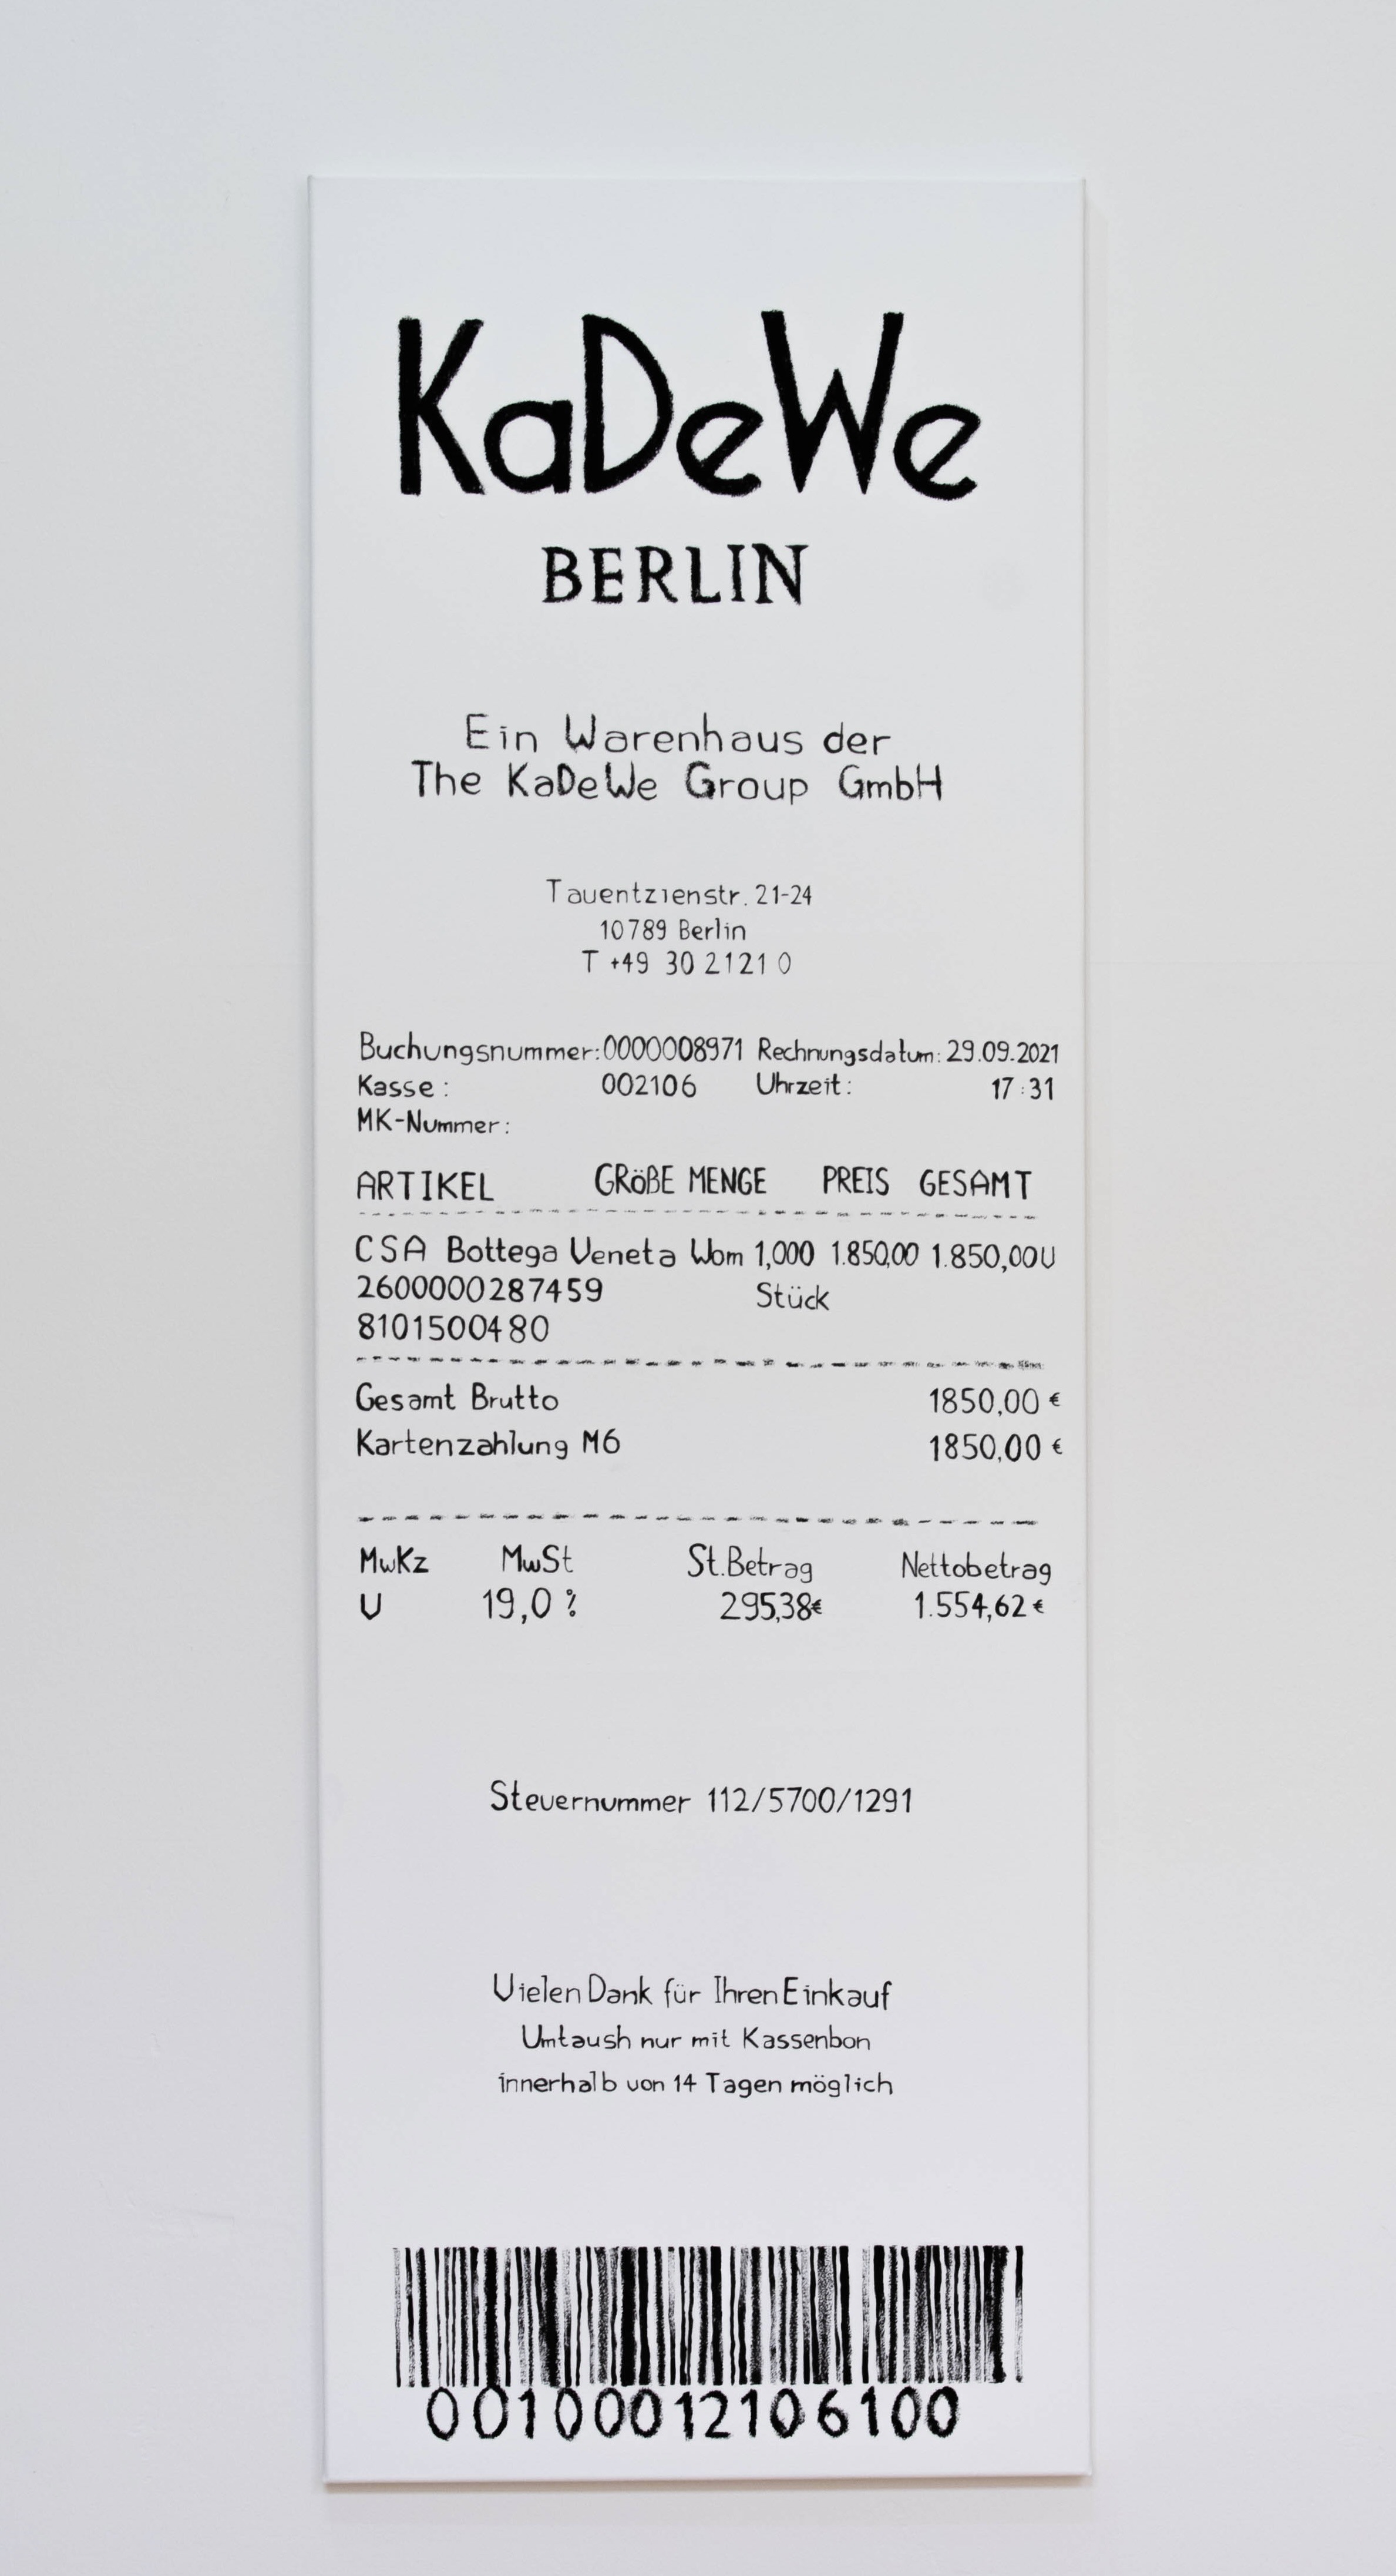 KaDeWe
BERLIN
Ein Warenhaus der
The KaDeWe Group GmbH
Tauentzienstr. 21-24
10789 Berlin
T +49 30 2121 0
Buchungsnummer: 0000008971 Rechnungsdatum: 29.09.2021
Kasse: 002106 Uhrzeit: 17:31
MK-Nummer:
ARTIKEL GRÖßE MENGE PREIS GESAMT
CSA Bottega Veneta Wom 1,000 1.850,00 1.850,00U
2600000287459 Stück
8101500480
Gesamt Brutto 1850,00 €
Kartenzahlung M6 1850,00 €
MwKz MwSt St.Betrag Nettobetrag
U 19,0 % 295,38€ 1.554,62 €
Steuernummer 112/5700/1291
Vielen Dank für Ihren Einkauf
Umtaush nur mit Kassenbon
innerhalb von 14 Tagen möglich
00100012106100